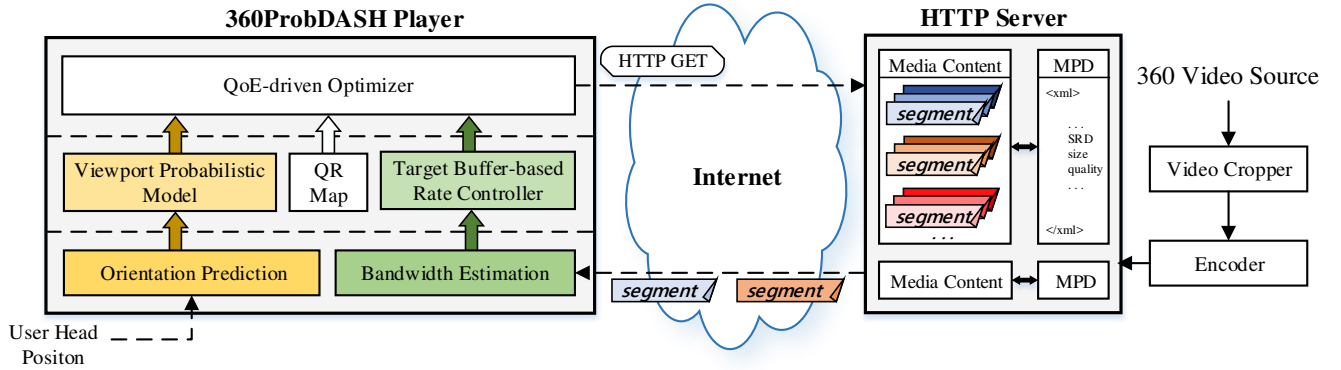 360ProbDASH Player
QoE-driven Optimizer
Viewport Probabilistic
Model
QR
Map
Target Buffer-based
Rate Controller
Orientation Prediction
Bandwidth Estimation
User Head
Positon
HTTP GET
Internet
segment
segment
HTTP Server
Media Content
segment
segment
segment
. . .
MPD
<xml>
. . .
SRD
size
quality
. . .
</xml>
Media Content
MPD
360 Video Source
Video Cropper
Encoder